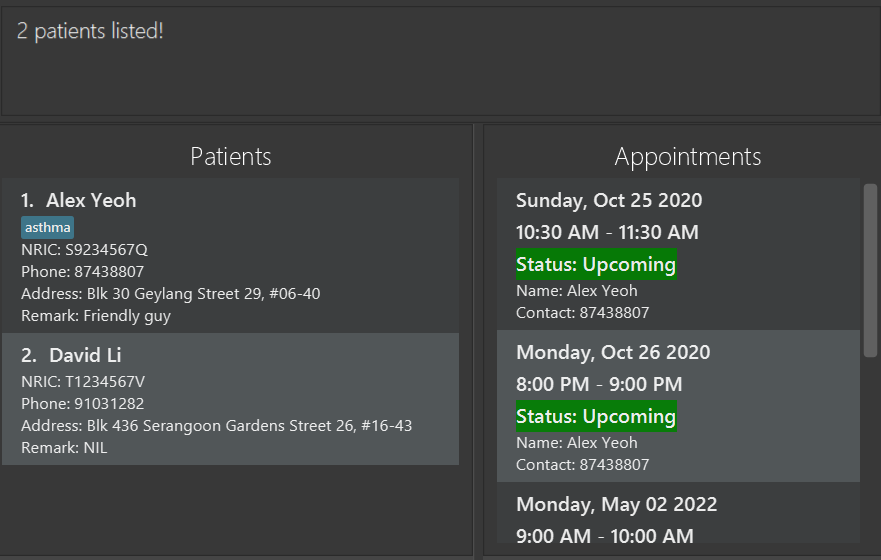 2 patients listed!
Patients
1. Alex Yeoh
asthma
NRIC: S9234567Q
Phone: 87438807
Address: Blk 30 Geylang Street 29, #06-40
Remark: Friendly guy
2. David Li
NRIC: T1234567V
Phone: 91031282
Address: Blk 436 Serangoon Gardens Street 26, #16-43
Remark: NIL
Appointments
Sunday, Oct 25 2020
10:30 AM - 11:30 AM
Status: Upcoming
Name: Alex Yeoh
Contact: 87438807
Monday, Oct 26 2020
8:00 PM - 9:00 PM
Status: Upcoming
Name: Alex Yeoh
Contact: 87438807
Monday, May 02 2022
9:00 AM - 10:00 AM